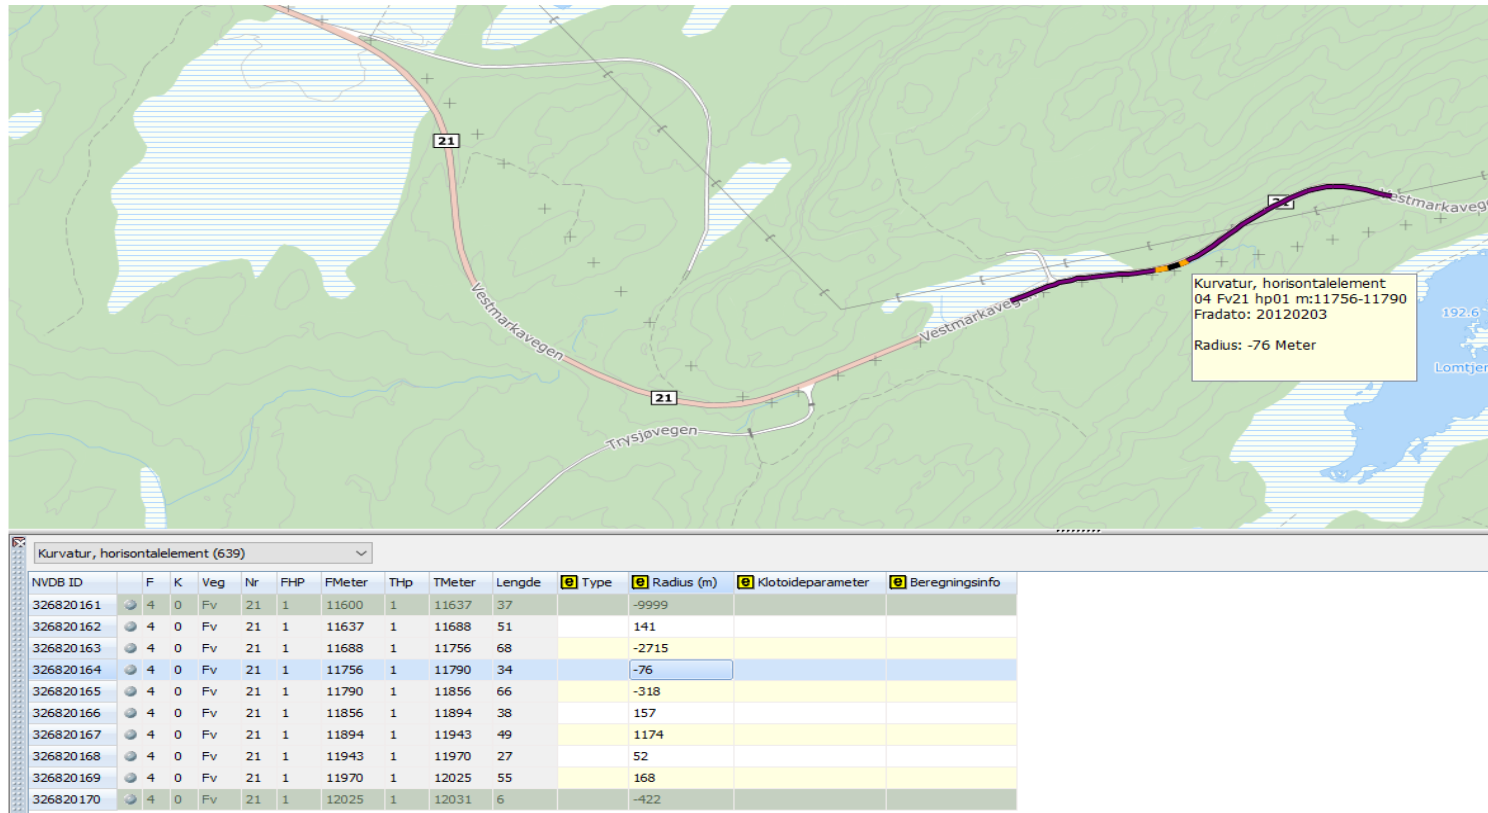 21
21
Vestmarkavegen
Kurvatur, horisontalelement
04 Fv21 hp01 m:11756-11790
Fradato: 20120203
Radius: -76 Meter
192.6
Vestmarkavegen
Vestmarkavegen
21
Trysjøvegen
Kurvatur, horisontalelement (639)
NVDB ID F K Veg Nr FHP FMeter THp TMeter Lengde e Type e Radius (m) e Klotoideparameter e Beregningsinfo
326820161 4 0 Fv 21 1 11600 1 11637 37 -9999
326820162 4 0 Fv 21 1 11637 1 11688 51 141
326820163 4 0 Fv 21 1 11688 1 11756 68 -2715
326820164 4 0 Fv 21 1 11756 1 11790 34 -76
326820165 4 0 Fv 21 1 11790 1 11856 66 -318
326820166 4 0 Fv 21 1 11856 1 11894 38 157
326820167 4 0 Fv 21 1 11894 1 11943 49 1174
326820168 4 0 Fv 21 1 11943 1 11970 27 52
326820169 4 0 Fv 21 1 11970 1 12025 55 168
326820170 4 0 Fv 21 1 12025 1 12031 6 -422